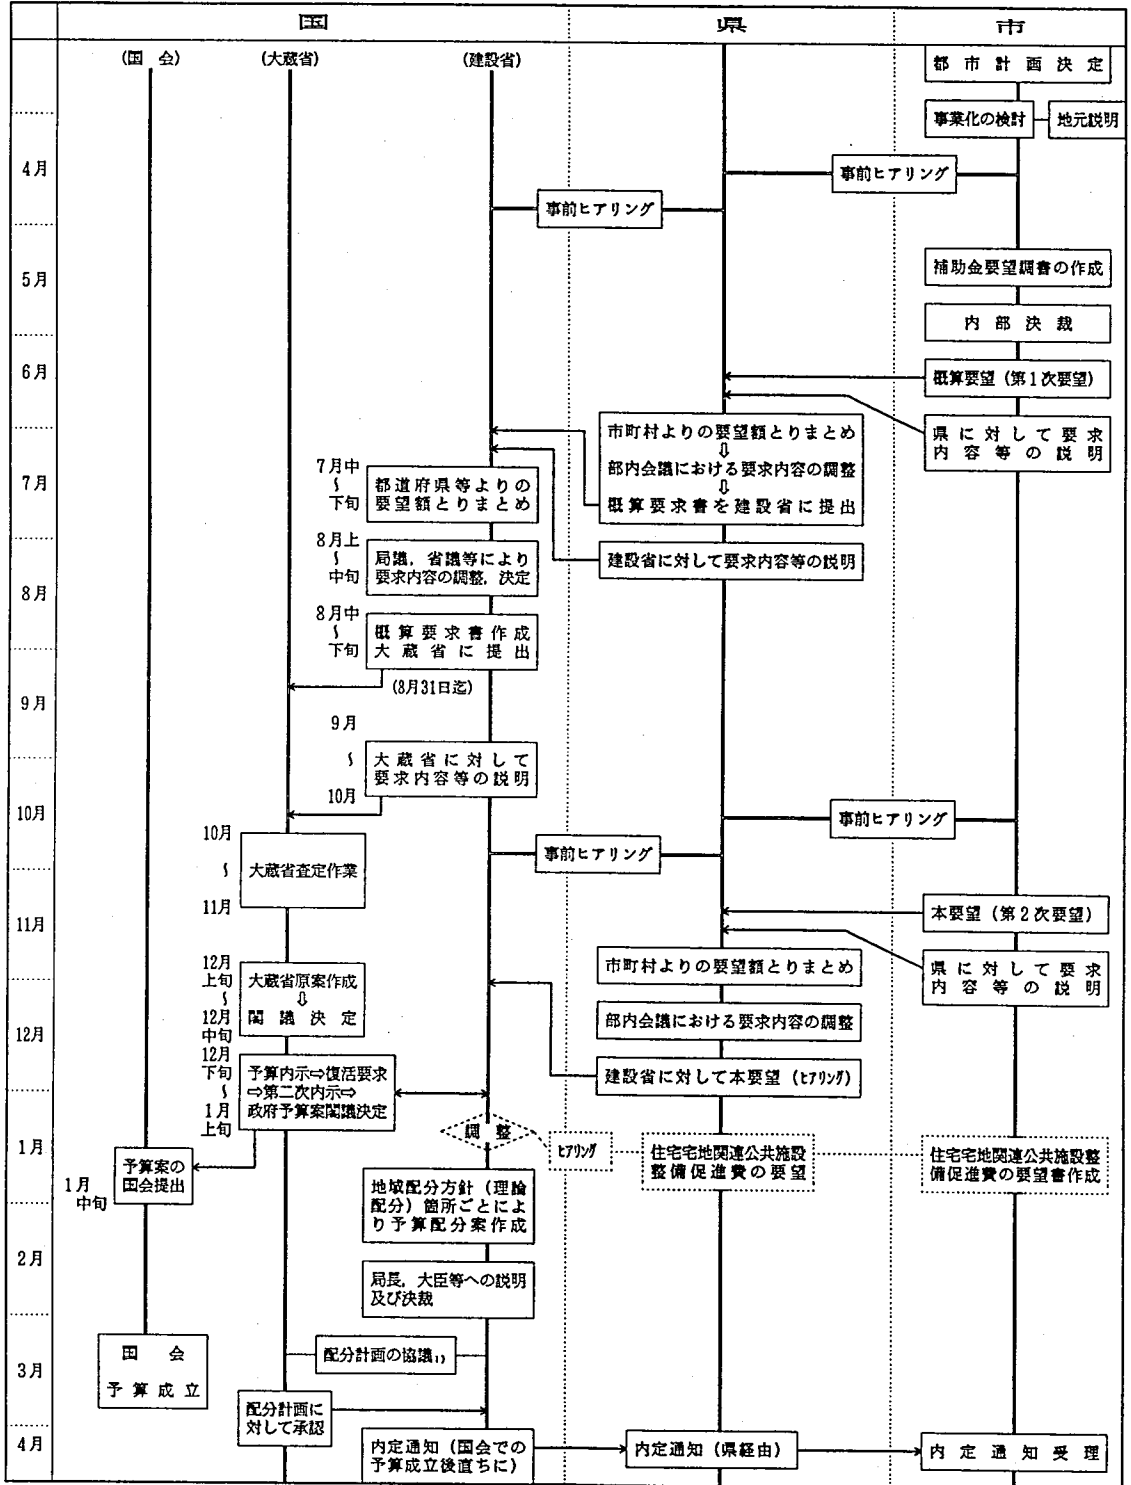 国
県
市
(国 会)
(大蔵省)
(建設省)
都市計画決定
事業化の検討
地元説明
4月
事前ヒアリング
事前ヒアリング
5月
補助金要望調書の作成
内部決裁
6月
概算要望(第1次要望)
県に対して要求
内容等の説明
市町村よりの要望額とりまとめ
⇩
部内会議における要求内容の調整
⇩
概算要求書を建設省に提出
7月
7月中
~
下旬
都道府県等よりの
要望額とりまとめ
8月上
~
中旬
局議,省議等により
要求内容の調整,決定
建設省に対して要求内容等の説明
8月
8月中
~
下旬
概算要求書作成
大蔵省に提出
(8月31日迄)
9月
9月
~
10月
大蔵省に対して
要求内容等の説明
10月
事前ヒアリング
事前ヒアリング
10月
~
11月
大蔵省査定作業
11月
本要望(第2次要望)
県に対して要求
内容等の説明
市町村よりの要望額とりまとめ
12月
上旬
~
12月
中旬
大蔵省原案作成
⇩
閣議決定
部内会議における要求内容の調整
12月
12月
下旬
~
1月
上旬
予算内示⇨復活要求
⇨第二次内示⇨
政府予算案閣議決定
建設省に対して本要望(ヒアリング)
調整
ヒアリング
住宅宅地関連公共施設
整備促進費の要望
住宅宅地関連公共施設整
備促進費の要望書作成
1月
1月
中旬
予算案の
国会提出
地域配分方針(理論
配分)箇所ごとによ
り予算配分案作成
2月
局長,大臣等への説明
及び決裁
3月
国 会
予算成立
配分計画の協議1)
配分計画に
対して承認
4月
内定通知(国会での
予算成立後直ちに)
内定通知(県経由)
内定通知受理